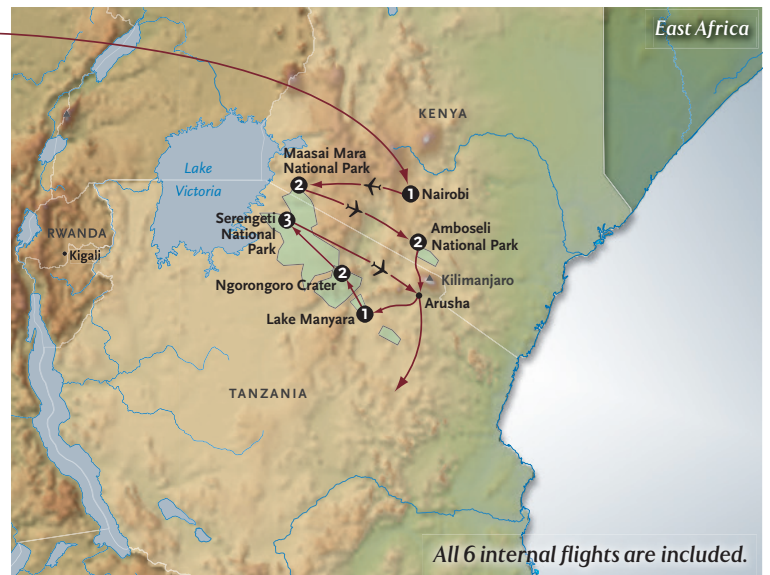 East Africa
KENYA
Lake
Victoria
Maasai Mara
National Park
2
1 Nairobi
Serengeti 3
National
Park
2 Amboseli
National Park
RWANDA
Kigali
Ngorongoro Crater 2
Kilimanjaro
Arusha
Lake Manyara 1
TANZANIA
All 6 internal flights are included.